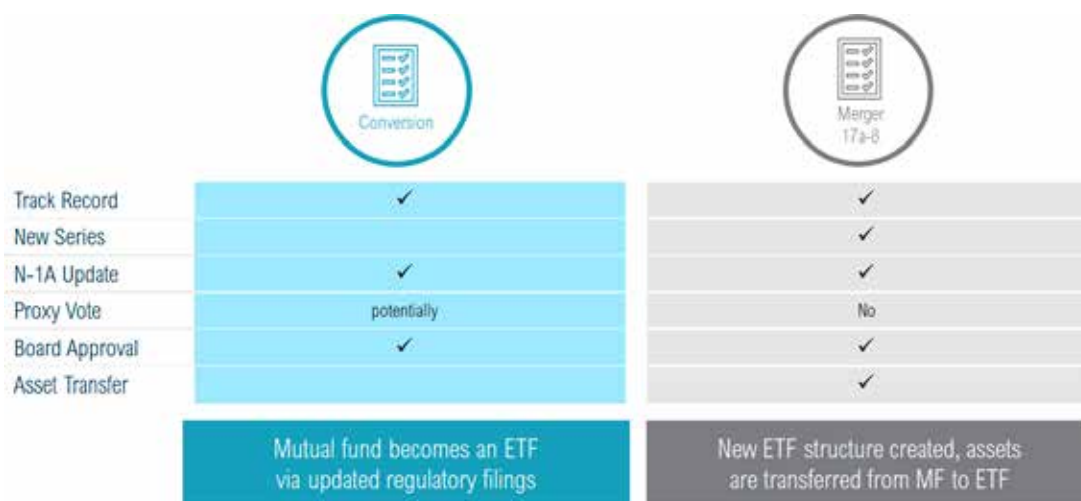 Conversion
Merger
17a-8
Track Record ✓ ✓
New Series ✓
N-1A Update ✓ ✓
Proxy Vote potentially No
Board Approval ✓ ✓
Asset Transfer ✓
Mutual fund becomes an ETF
via updated regulatory filings
New ETF structure created, assets
are transferred from MF to ETF